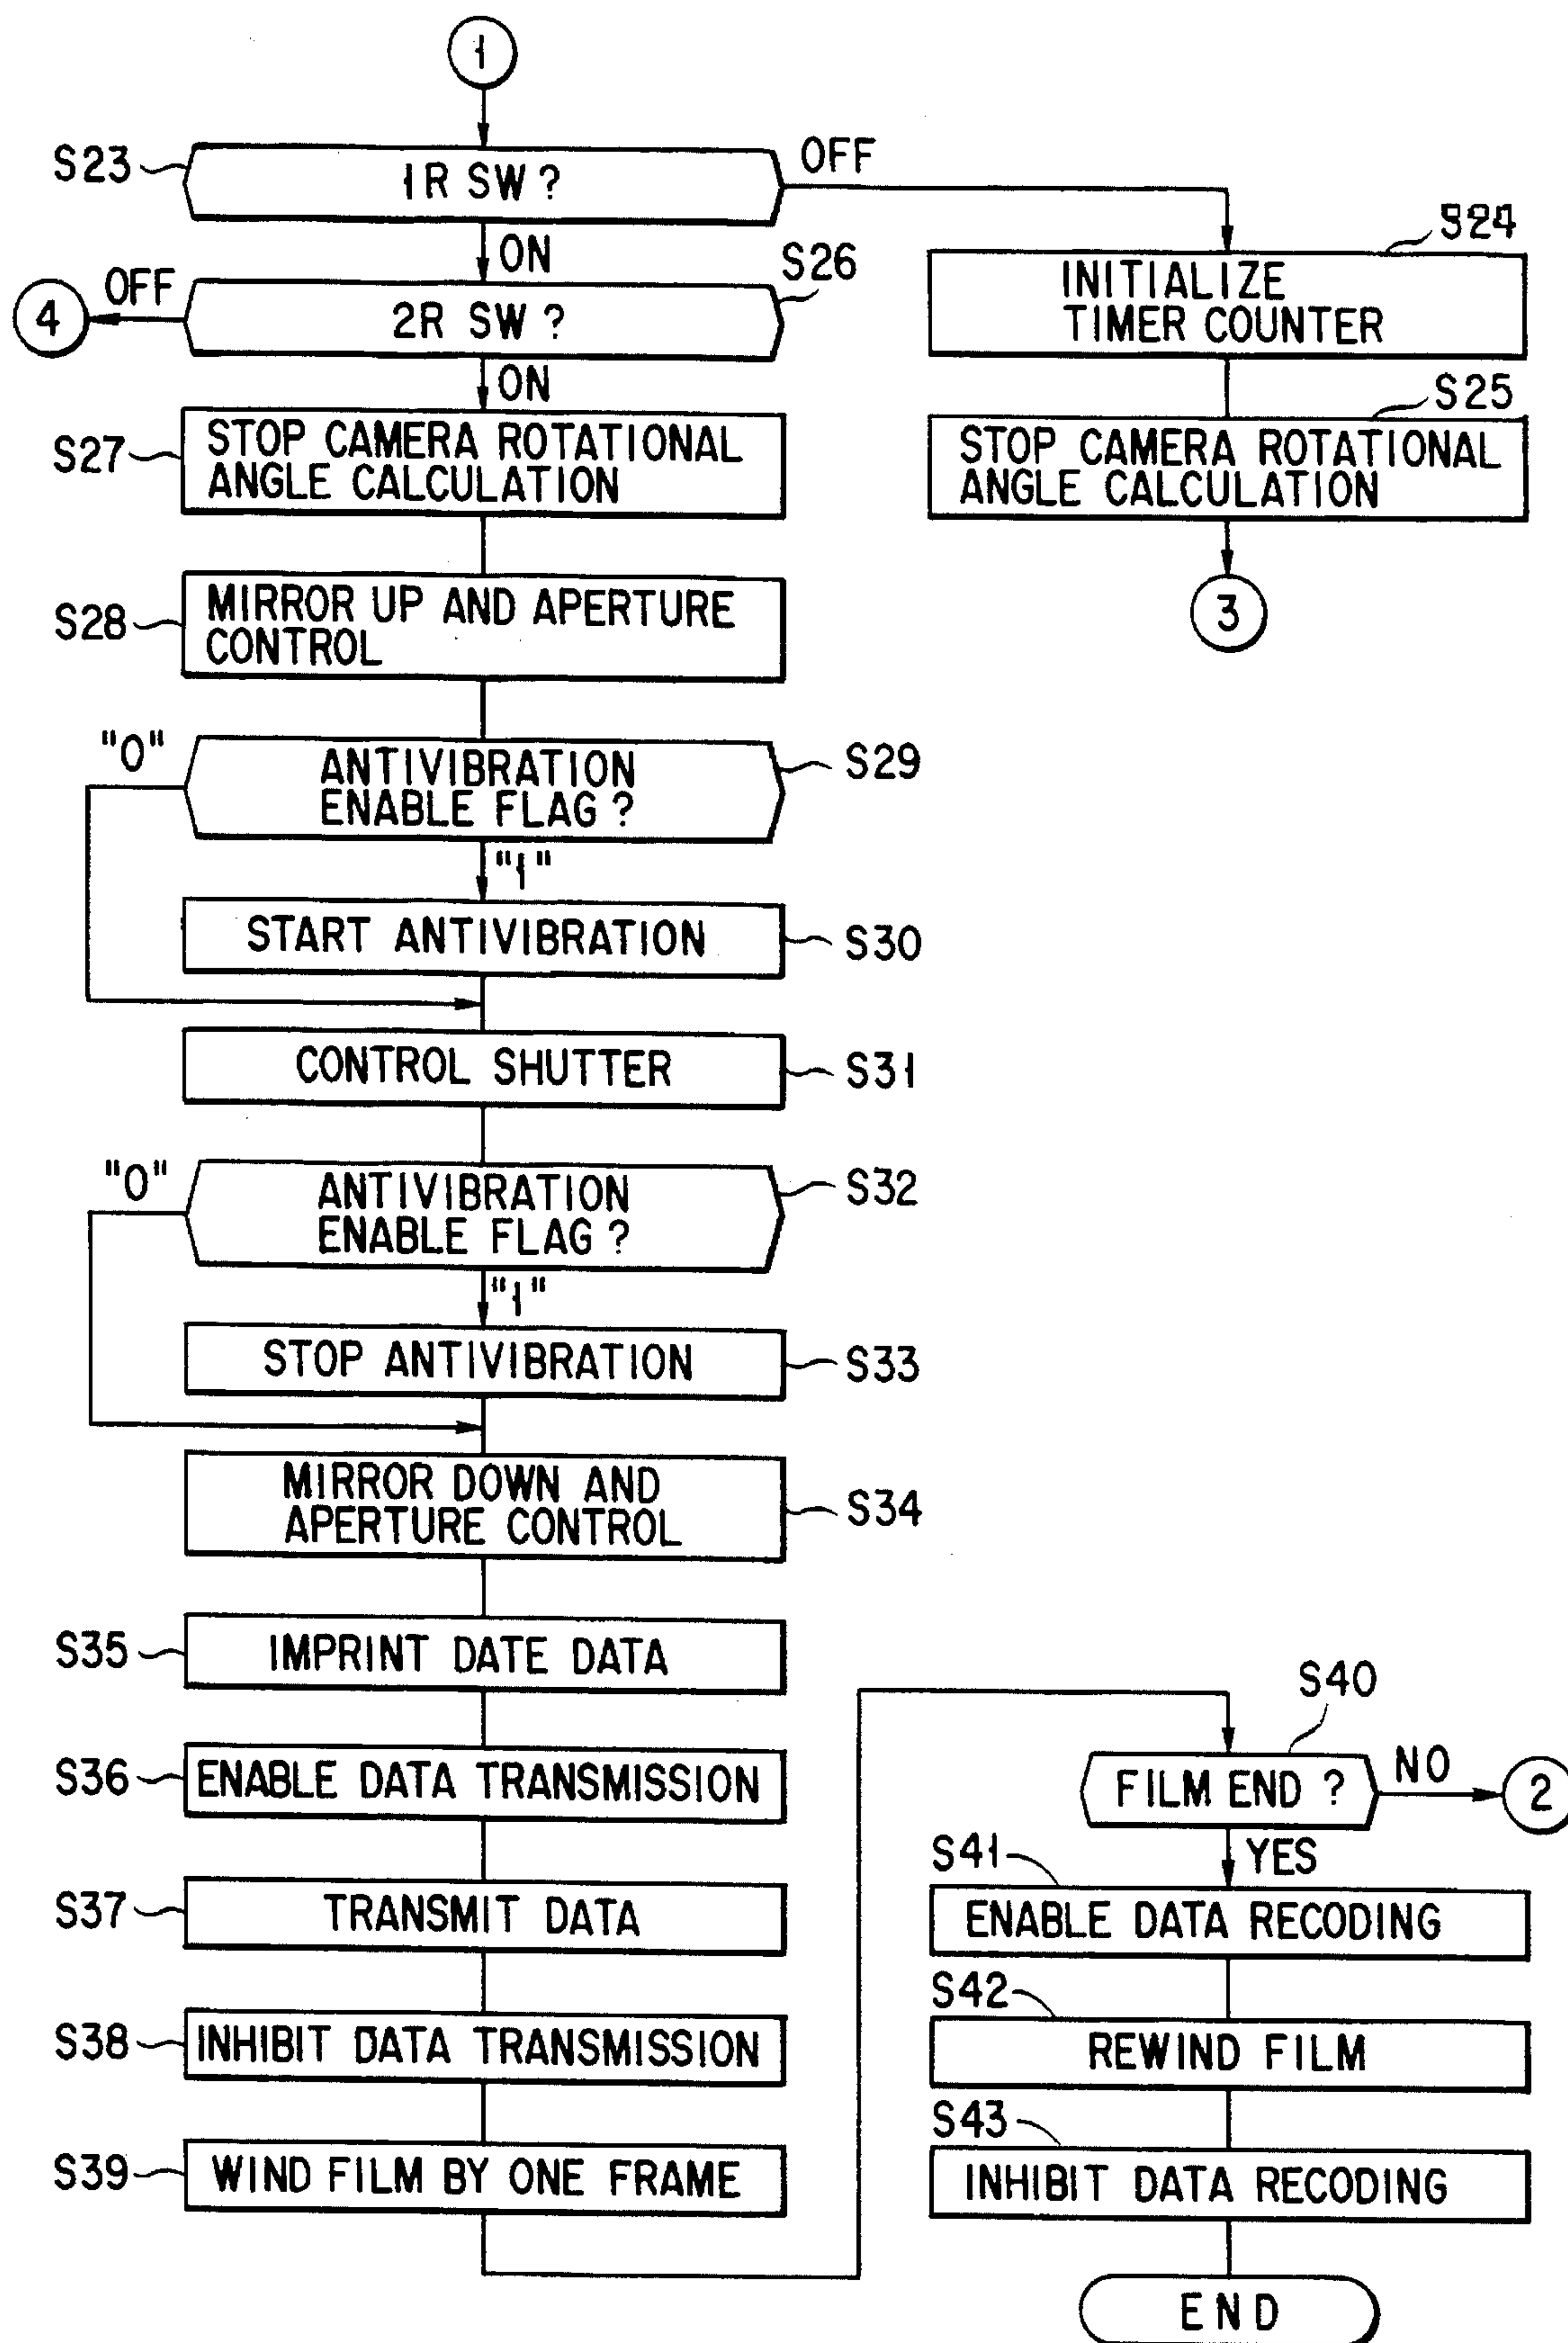 1
S23
1R SW?
OFF
ON
S24
INITIALIZE
TIMER COUNTER
S25
STOP CAMERA ROTATIONAL
ANGLE CALCULATION
3
S26
2R SW?
OFF
4
ON
S27
STOP CAMERA ROTATIONAL
ANGLE CALCULATION
S28
MIRROR UP AND APERTURE
CONTROL
S29
ANTIVIBRATION
ENABLE FLAG?
"0"
"1"
S30
START ANTIVIBRATION
S31
CONTROL SHUTTER
S32
ANTIVIBRATION
ENABLE FLAG?
"0"
"1"
S33
STOP ANTIVIBRATION
S34
MIRROR DOWN AND
APERTURE CONTROL
S35
IMPRINT DATE DATA
S36
ENABLE DATA TRANSMISSION
S37
TRANSMIT DATA
S38
INHIBIT DATA TRANSMISSION
S39
WIND FILM BY ONE FRAME
S40
FILM END ?
NO
2
YES
S41
ENABLE DATA RECODING
S42
REWIND FILM
S43
INHIBIT DATA RECODING
END